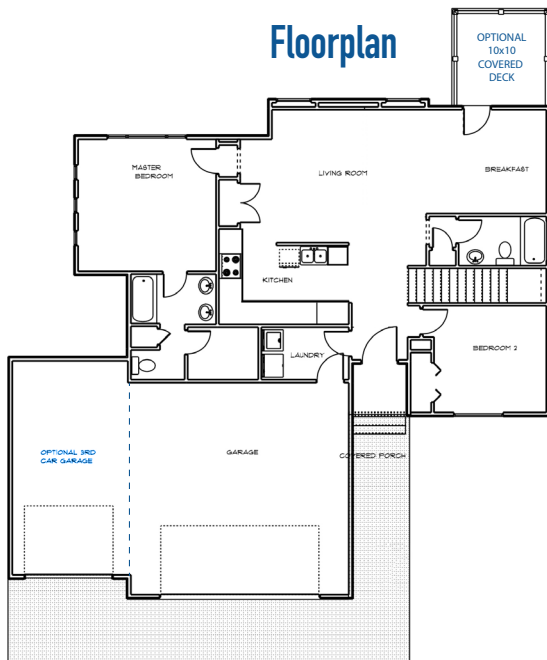 Floorplan
OPTIONAL
10x10
COVERED
DECK
MASTER
BEDROOM
LIVING ROOM
BREAKFAST
KITCHEN
LAUNDRY
BEDROOM 2
OPTIONAL 3RD
CAR GARAGE
GARAGE
COVERED PORCH